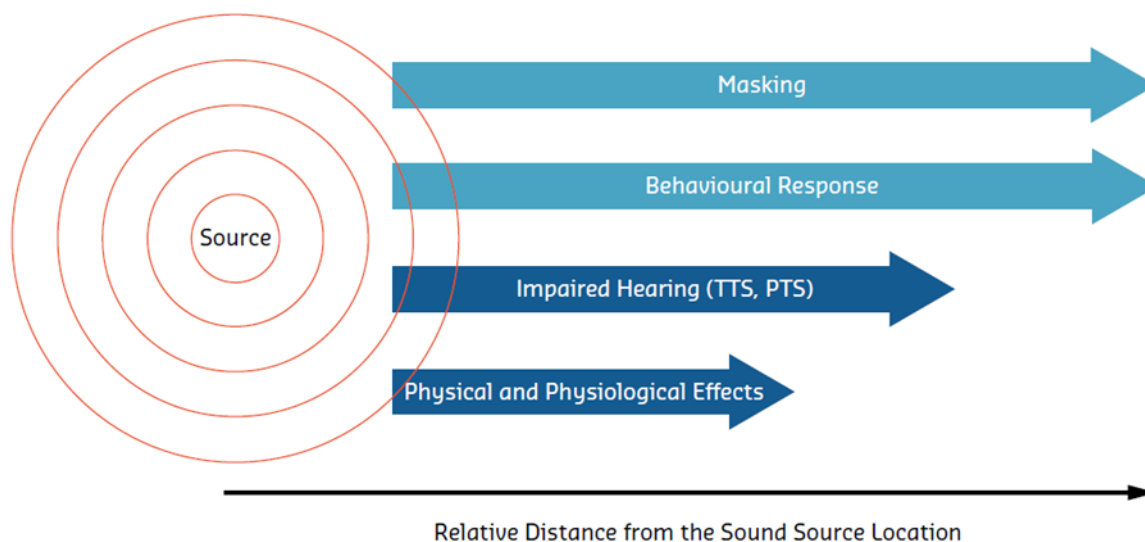 Masking
Behavioural Response
Source
Impaired Hearing (TTS, PTS)
Physical and Physiological Effects
Relative Distance from the Sound Source Location